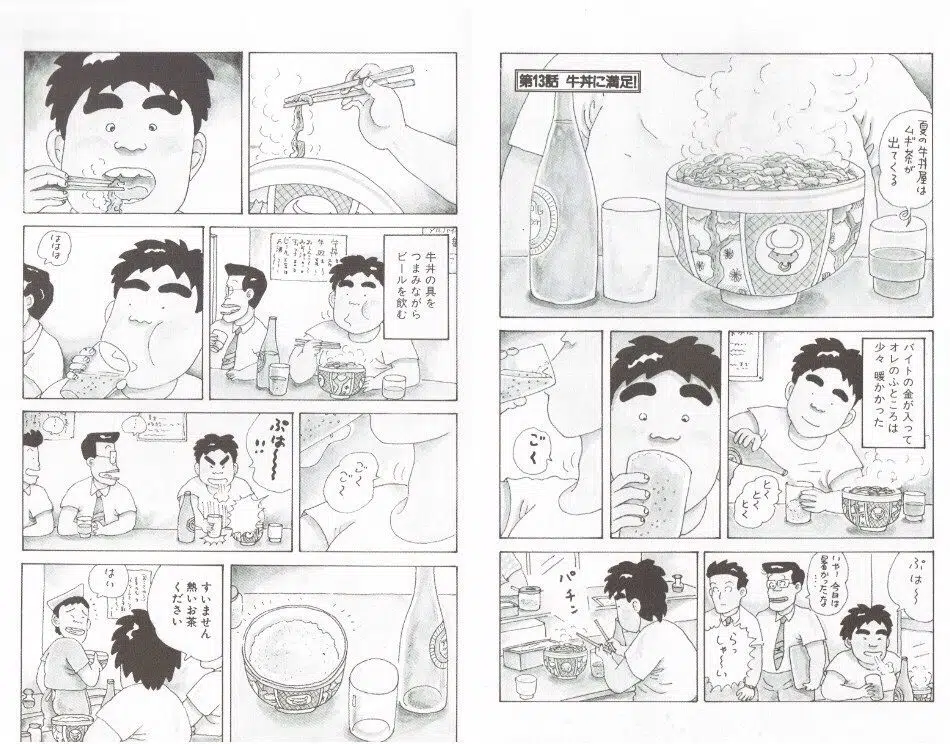 第13話 牛丼に満足!
夏の牛丼屋は
ムギ茶が
出てくる
バイトの金が入って
オレのふところは
少々暖かかった
とく
とく
とく
ごく
ぷは〜
いやー今日は
暑かったな
らっ
しゃーい
パ
チン
牛丼の具を
つまみながら
ビールを飲む
ははは
ごく
ごく
ぷは〜
すいません
熱いお茶
ください
はい